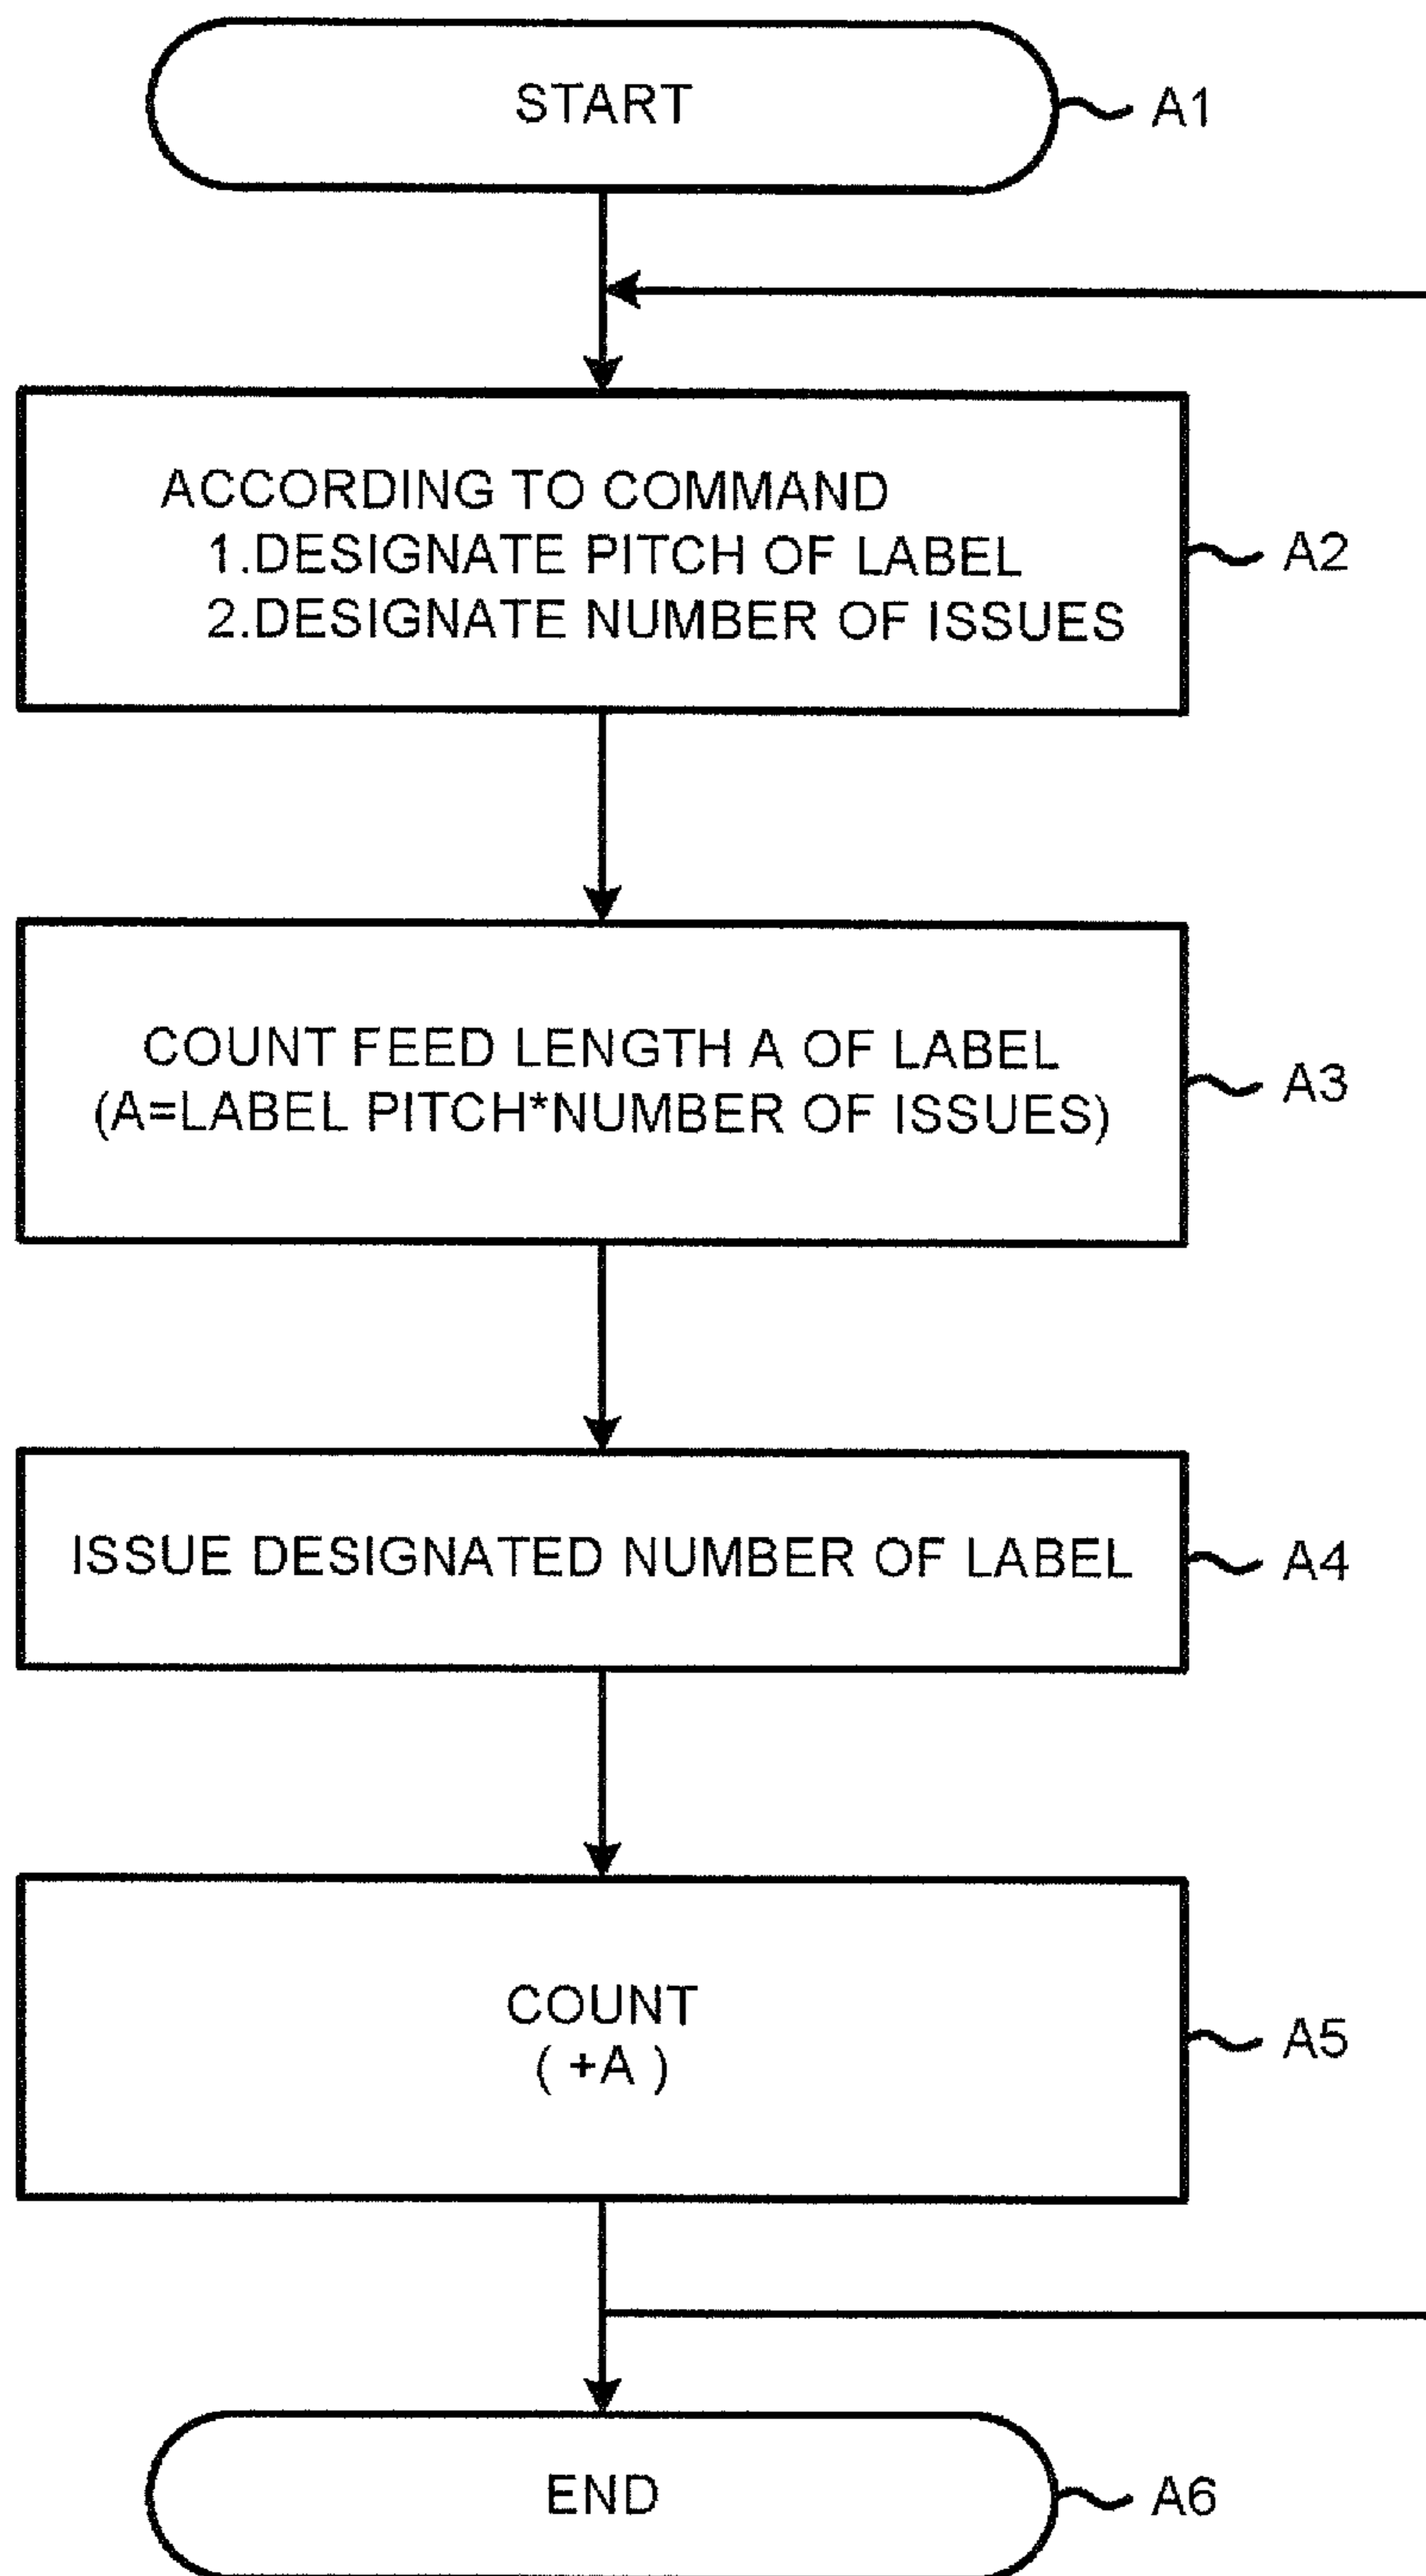 START
A1
ACCORDING TO COMMAND
1.DESIGNATE PITCH OF LABEL
2.DESIGNATE NUMBER OF ISSUES
A2
COUNT FEED LENGTH A OF LABEL
(A=LABEL PITCH*NUMBER OF ISSUES)
A3
ISSUE DESIGNATED NUMBER OF LABEL
A4
COUNT
( +A )
A5
END
A6